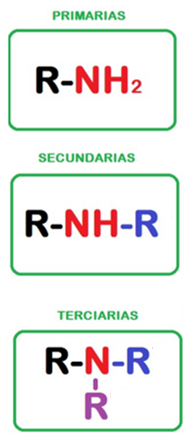 PRIMARIAS
R-NH2
SECUNDARIAS
R-NH-R
TERCIARIAS
R-N-R
R